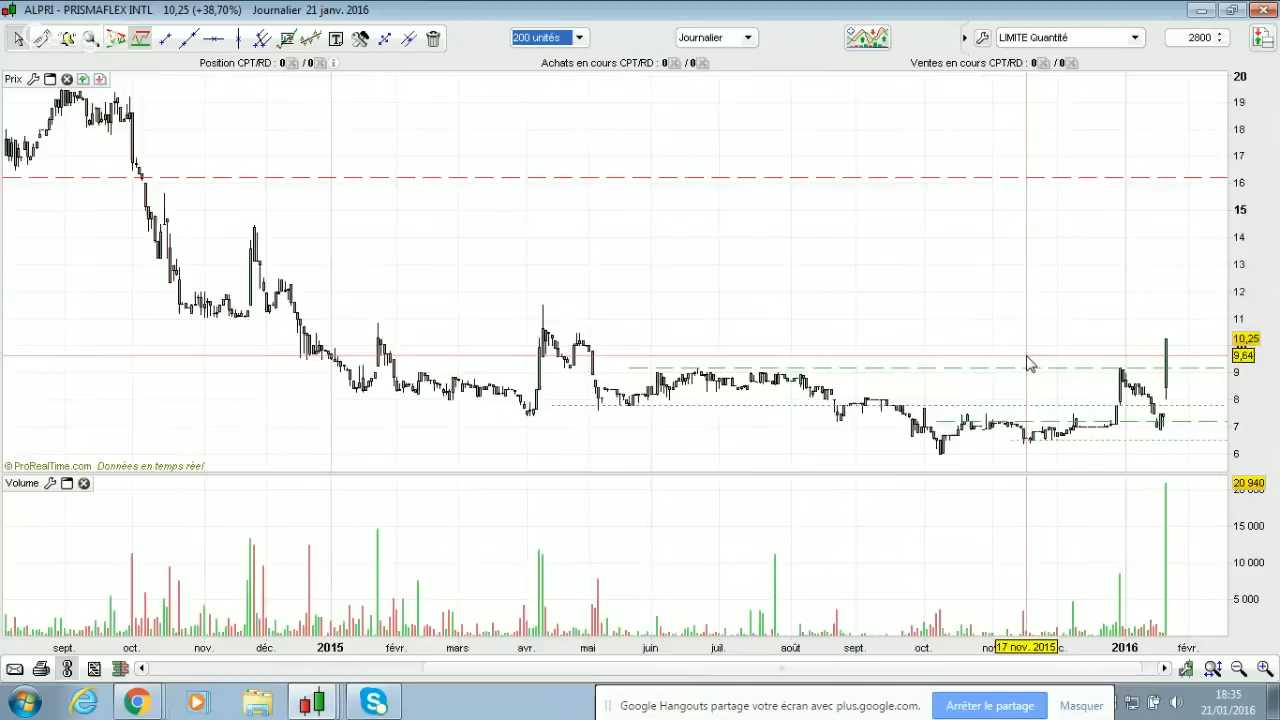 ALPRI - PRISMAFLEX INTL 10,25 (+38,70%) Journalier 21 janv. 2016
200 unités Journalier LIMITE Quantité 2800
Position CPT/RD : 0 / 0 Achats en cours CPT/RD : 0 / 0 Ventes en cours CPT/RD : 0 / 0
Prix
20
19
18
17
16
15
14
13
12
11
10,25
9,64
9
8
7
6
© ProRealTime.com Données en temps réel
Volume
20 940
15 000
10 000
5 000
sept. oct. nov. déc. 2015 févr. mars avr. mai juin juil. août sept. oct. 17 nov. 2015 2016 févr.
Google Hangouts partage votre écran avec plus.google.com. Arrêter le partage Masquer
18:35
21/01/2016